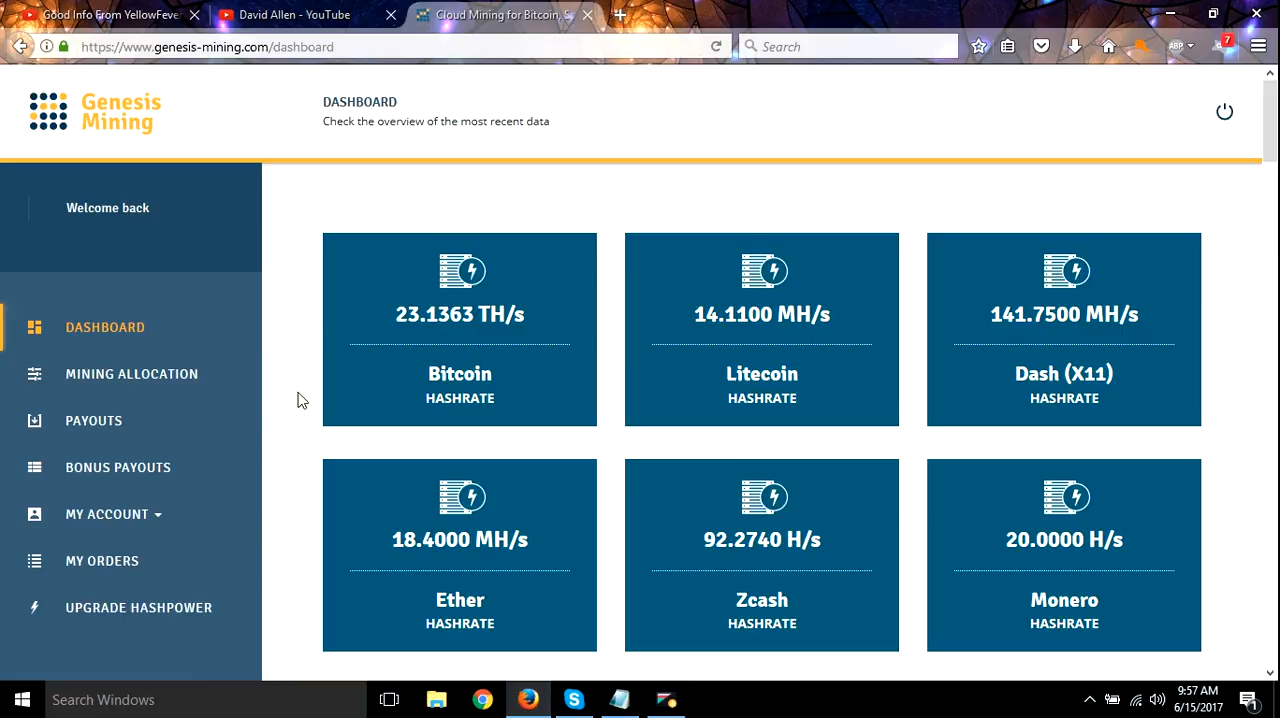 Good Info From YellowFeve
David Allen - YouTube
Cloud Mining for Bitcoin, S
https://www.genesis-mining.com/dashboard
Search
ABP
7
Genesis
Mining
DASHBOARD
Check the overview of the most recent data
Welcome back
DASHBOARD
MINING ALLOCATION
PAYOUTS
BONUS PAYOUTS
MY ACCOUNT
MY ORDERS
UPGRADE HASHPOWER
23.1363 TH/s
Bitcoin
HASHRATE
14.1100 MH/s
Litecoin
HASHRATE
141.7500 MH/s
Dash (X11)
HASHRATE
18.4000 MH/s
Ether
HASHRATE
92.2740 H/s
Zcash
HASHRATE
20.0000 H/s
Monero
HASHRATE
Search Windows
9:57 AM
6/15/2017
1